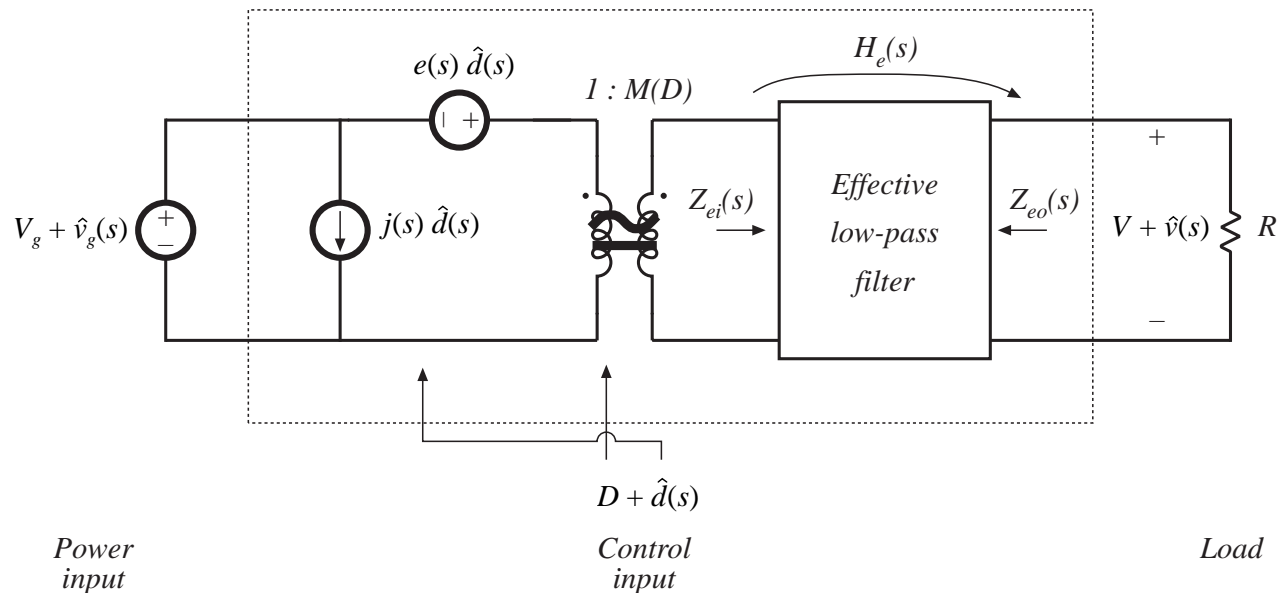 H_e(s)
e(s) d̂(s)
1 : M(D)
+
–
+
+
–
V_g + v̂_g(s)
j(s) d̂(s)
Z_ei(s)
Effective
low-pass
filter
Z_eo(s)
V + v̂(s)
R
–
D + d̂(s)
Power
input
Control
input
Load